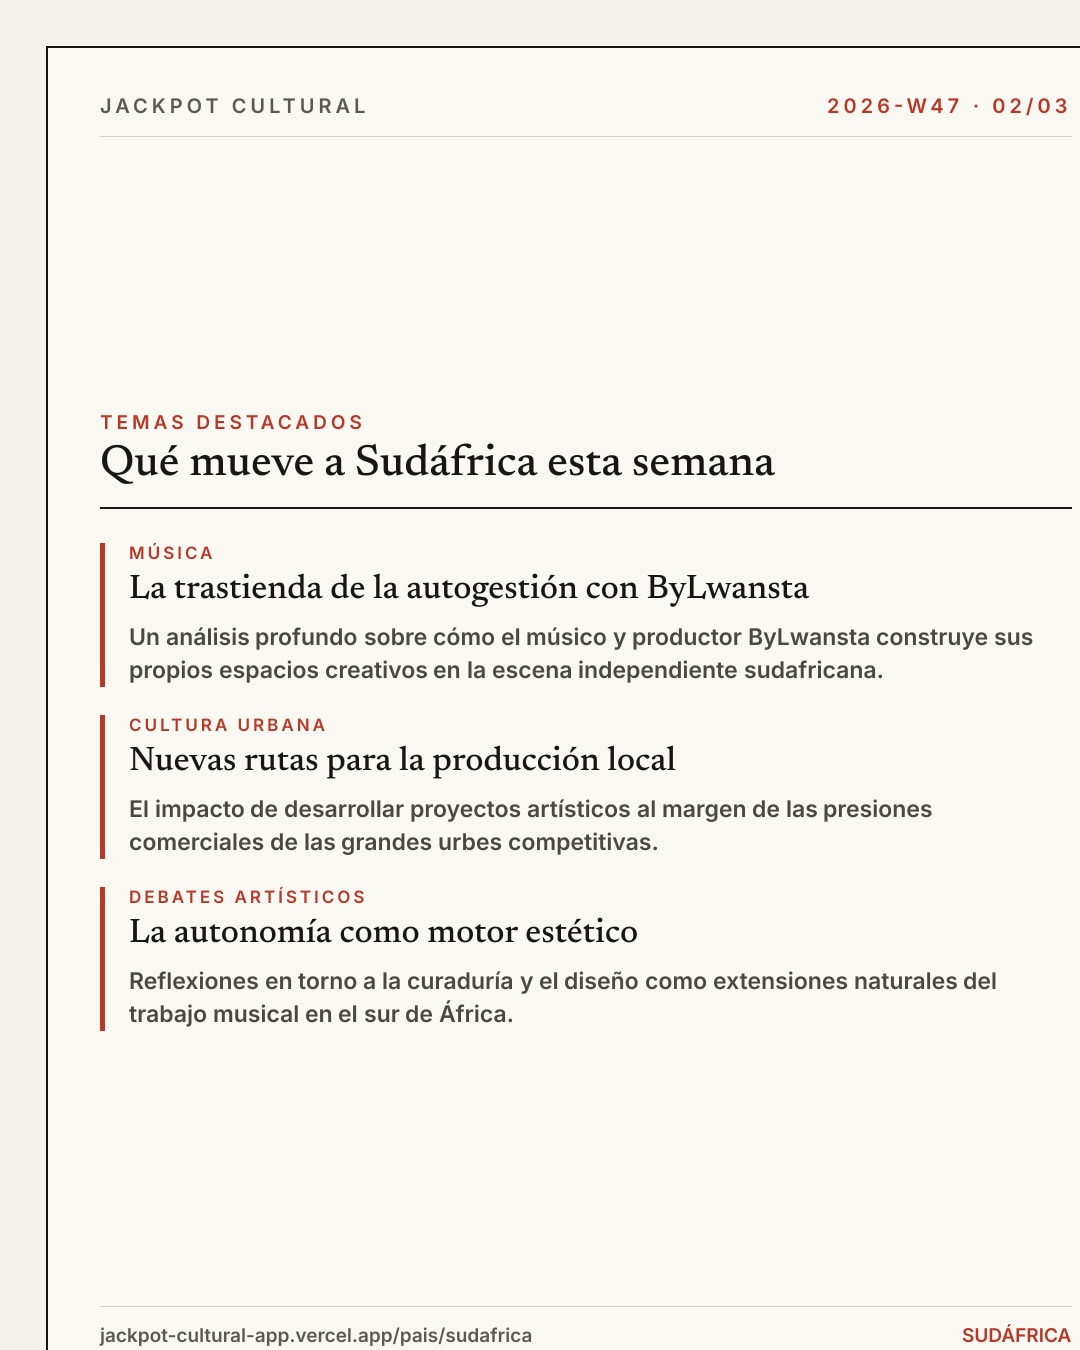 JACKPOT CULTURAL
2026-W47 · 02/03
TEMAS DESTACADOS
Qué mueve a Sudáfrica esta semana
MÚSICA
La trastienda de la autogestión con ByLwansta
Un análisis profundo sobre cómo el músico y productor ByLwansta construye sus
propios espacios creativos en la escena independiente sudafricana.
CULTURA URBANA
Nuevas rutas para la producción local
El impacto de desarrollar proyectos artísticos al margen de las presiones
comerciales de las grandes urbes competitivas.
DEBATES ARTÍSTICOS
La autonomía como motor estético
Reflexiones en torno a la curaduría y el diseño como extensiones naturales del
trabajo musical en el sur de África.
jackpot-cultural-app.vercel.app/pais/sudafrica
SUDÁFRICA